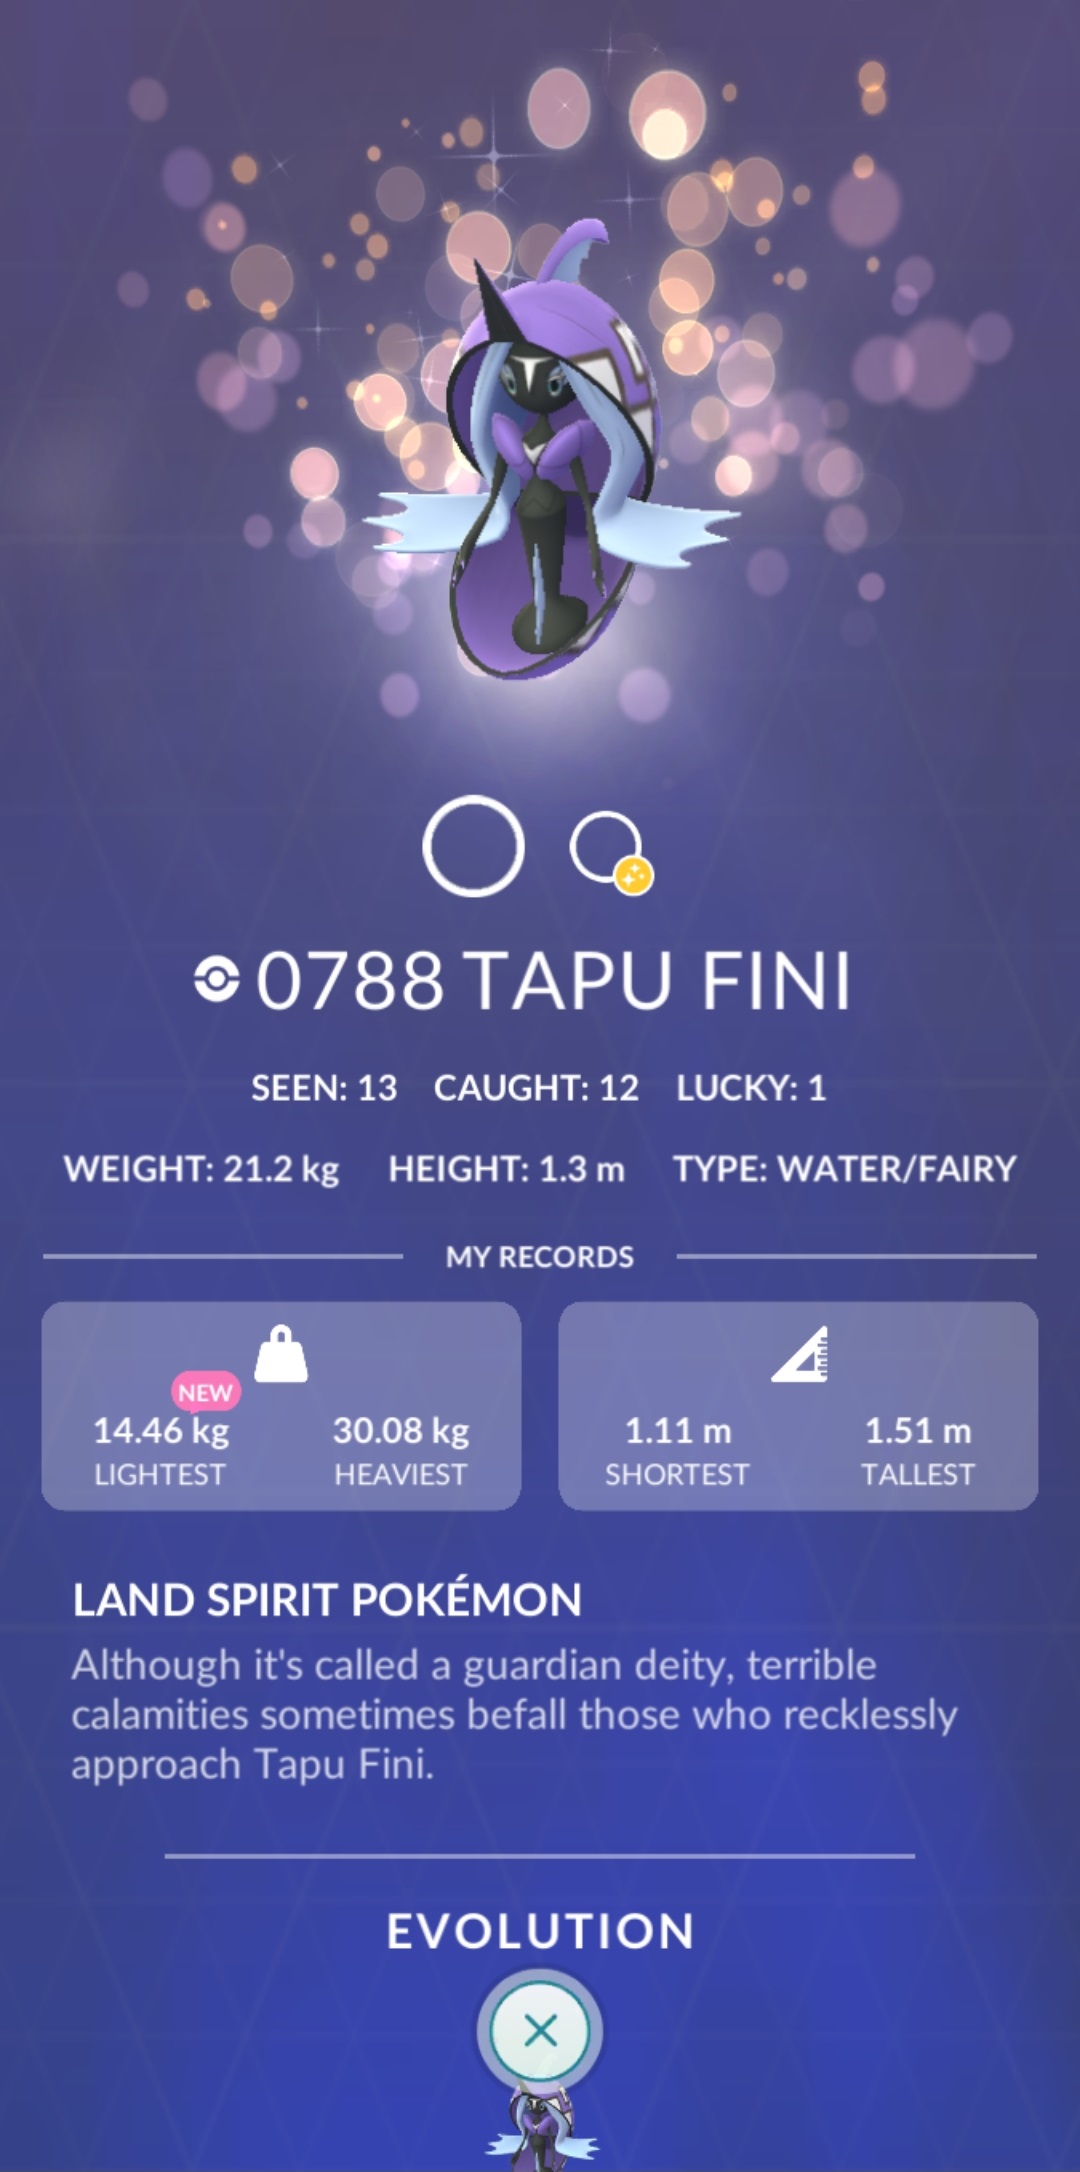 0788 TAPU FINI
SEEN: 13 CAUGHT: 12 LUCKY: 1
WEIGHT: 21.2 kg HEIGHT: 1.3 m TYPE: WATER/FAIRY
MY RECORDS
NEW
14.46 kg 30.08 kg 1.11 m 1.51 m
LIGHTEST HEAVIEST SHORTEST TALLEST
LAND SPIRIT POKÉMON
Although it's called a guardian deity, terrible
calamities sometimes befall those who recklessly
approach Tapu Fini.
EVOLUTION